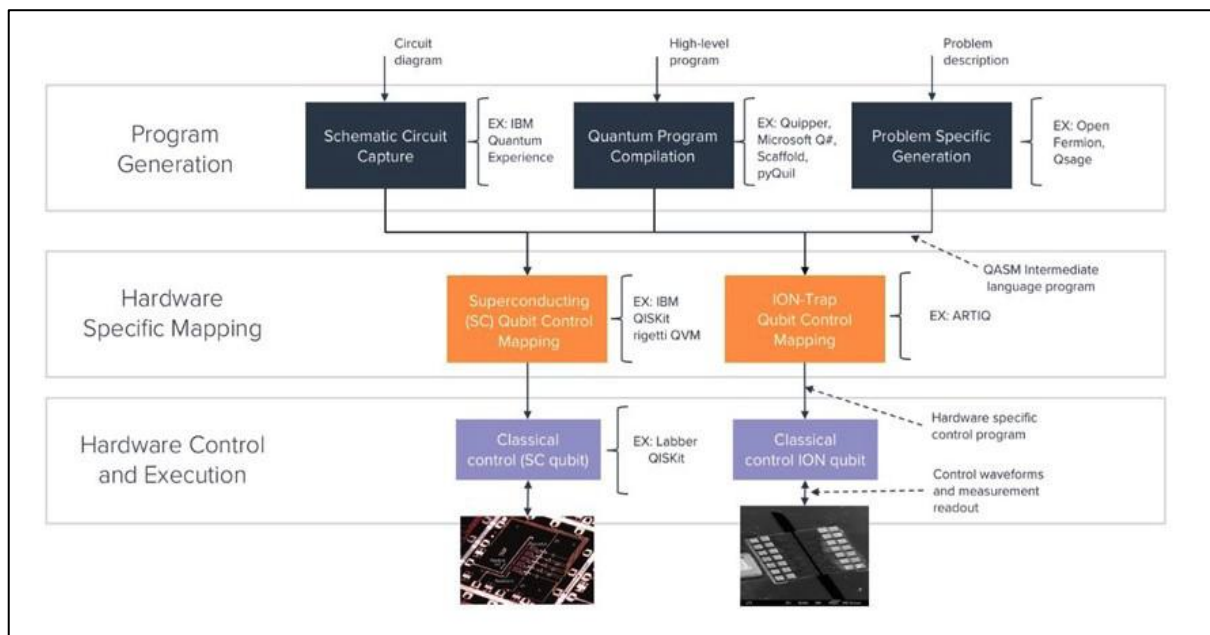 Circuit
diagram
High-level
program
Problem
description
Program
Generation
Schematic Circuit
Capture
EX: IBM
Quantum
Experience
Quantum Program
Compilation
EX: Quipper,
Microsoft Q#,
Scaffold,
pyQuil
Problem Specific
Generation
EX: Open
Fermion,
Qsage
QASM Intermediate
language program
Hardware
Specific Mapping
Superconducting
(SC) Qubit Control
Mapping
EX: IBM
QISKit
rigetti QVM
ION-Trap
Qubit Control
Mapping
EX: ARTIQ
Hardware specific
control program
Hardware Control
and Execution
Classical
control (SC qubit)
EX: Labber
QISKit
Classical
control ION qubit
Control waveforms
and measurement
readout